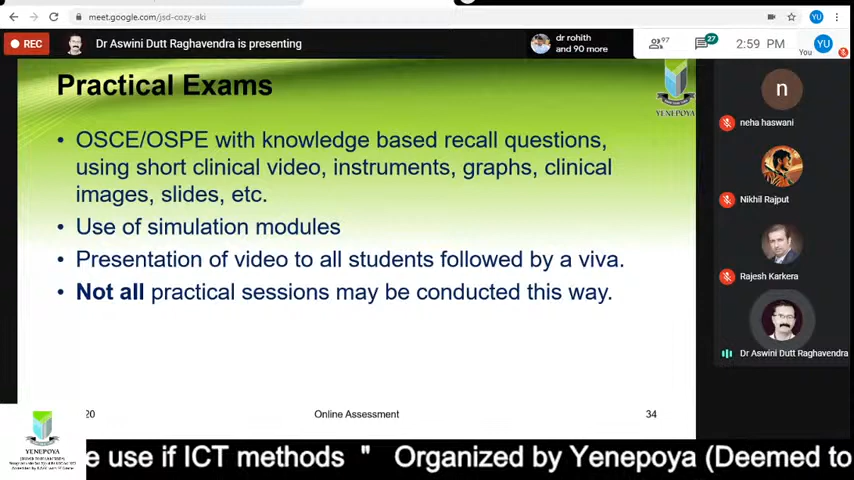 meet.google.com/jsd-cozy-aki
YU
REC
Dr Aswini Dutt Raghavendra is presenting
dr rohith
and 90 more
97
27
2:59 PM
You
YU
Practical Exams
YENEPOYA
• OSCE/OSPE with knowledge based recall questions,
using short clinical video, instruments, graphs, clinical
images, slides, etc.
• Use of simulation modules
• Presentation of video to all students followed by a viva.
• Not all practical sessions may be conducted this way.
n
neha haswani
Nikhil Rajput
Rajesh Karkera
Dr Aswini Dutt Raghavendra
20
Online Assessment
34
YENEPOYA
e use if ICT methods " Organized by Yenepoya (Deemed to